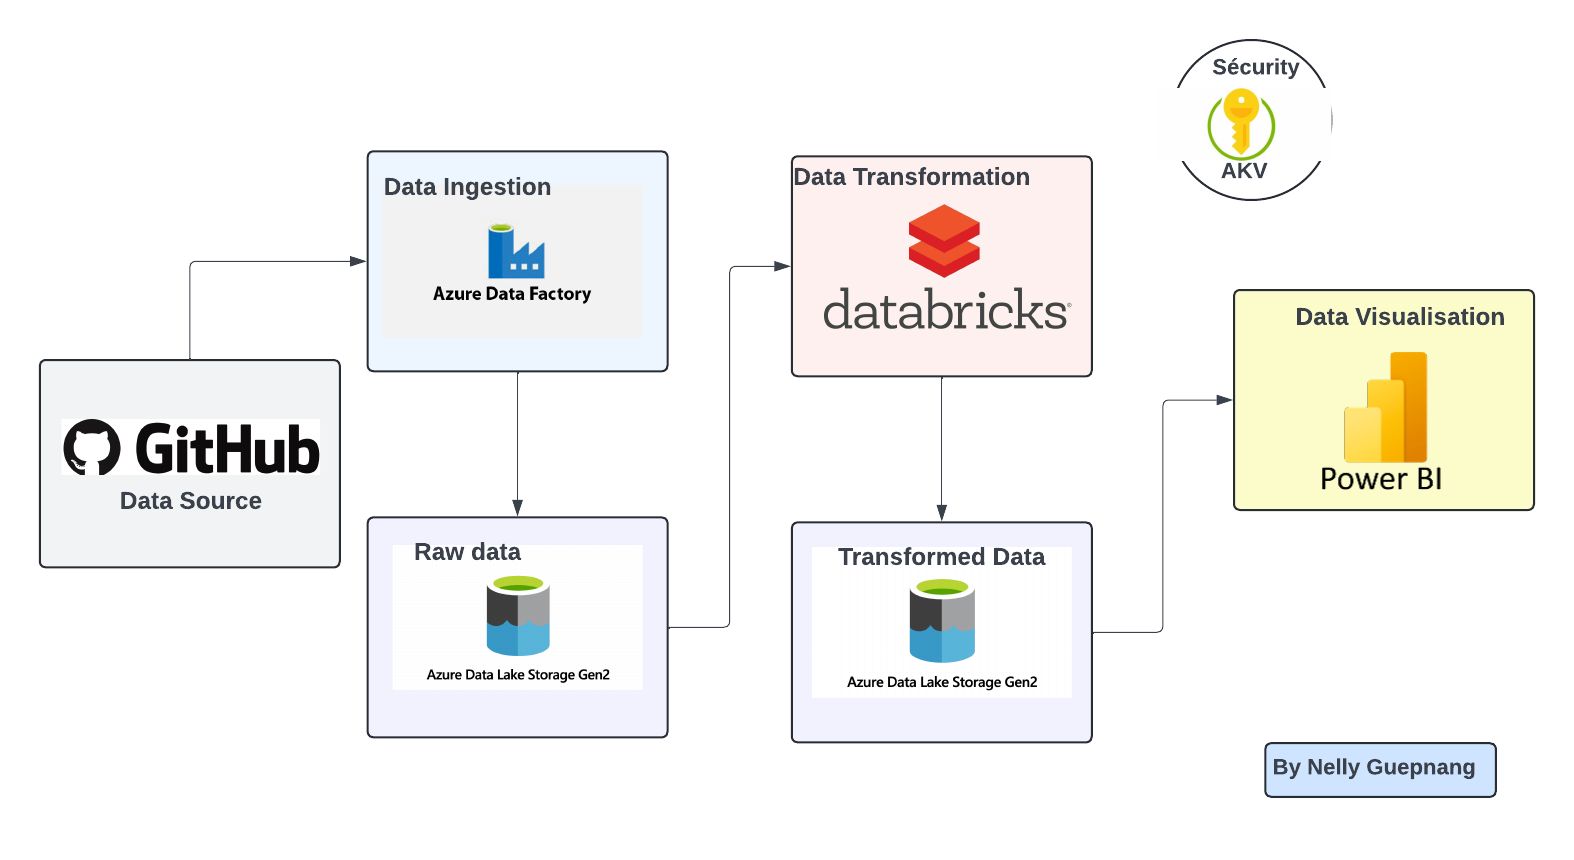 Sécurity
AKV
Data Ingestion
Azure Data Factory
Data Transformation
databricks®
Data Visualisation
Power BI
GitHub
Data Source
Raw data
Azure Data Lake Storage Gen2
Transformed Data
Azure Data Lake Storage Gen2
By Nelly Guepnang